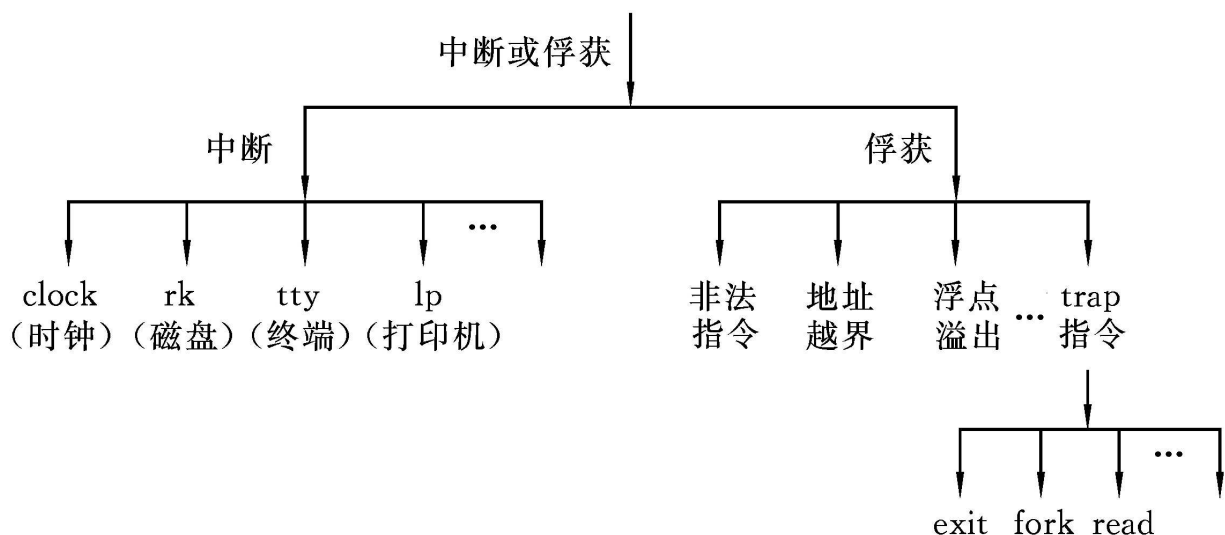 中断或俘获
中断
俘获
…
clock
(时钟)
rk
(磁盘)
tty
(终端)
lp
(打印机)
非法
指令
地址
越界
浮点
溢出
…
trap
指令
…
exit fork read